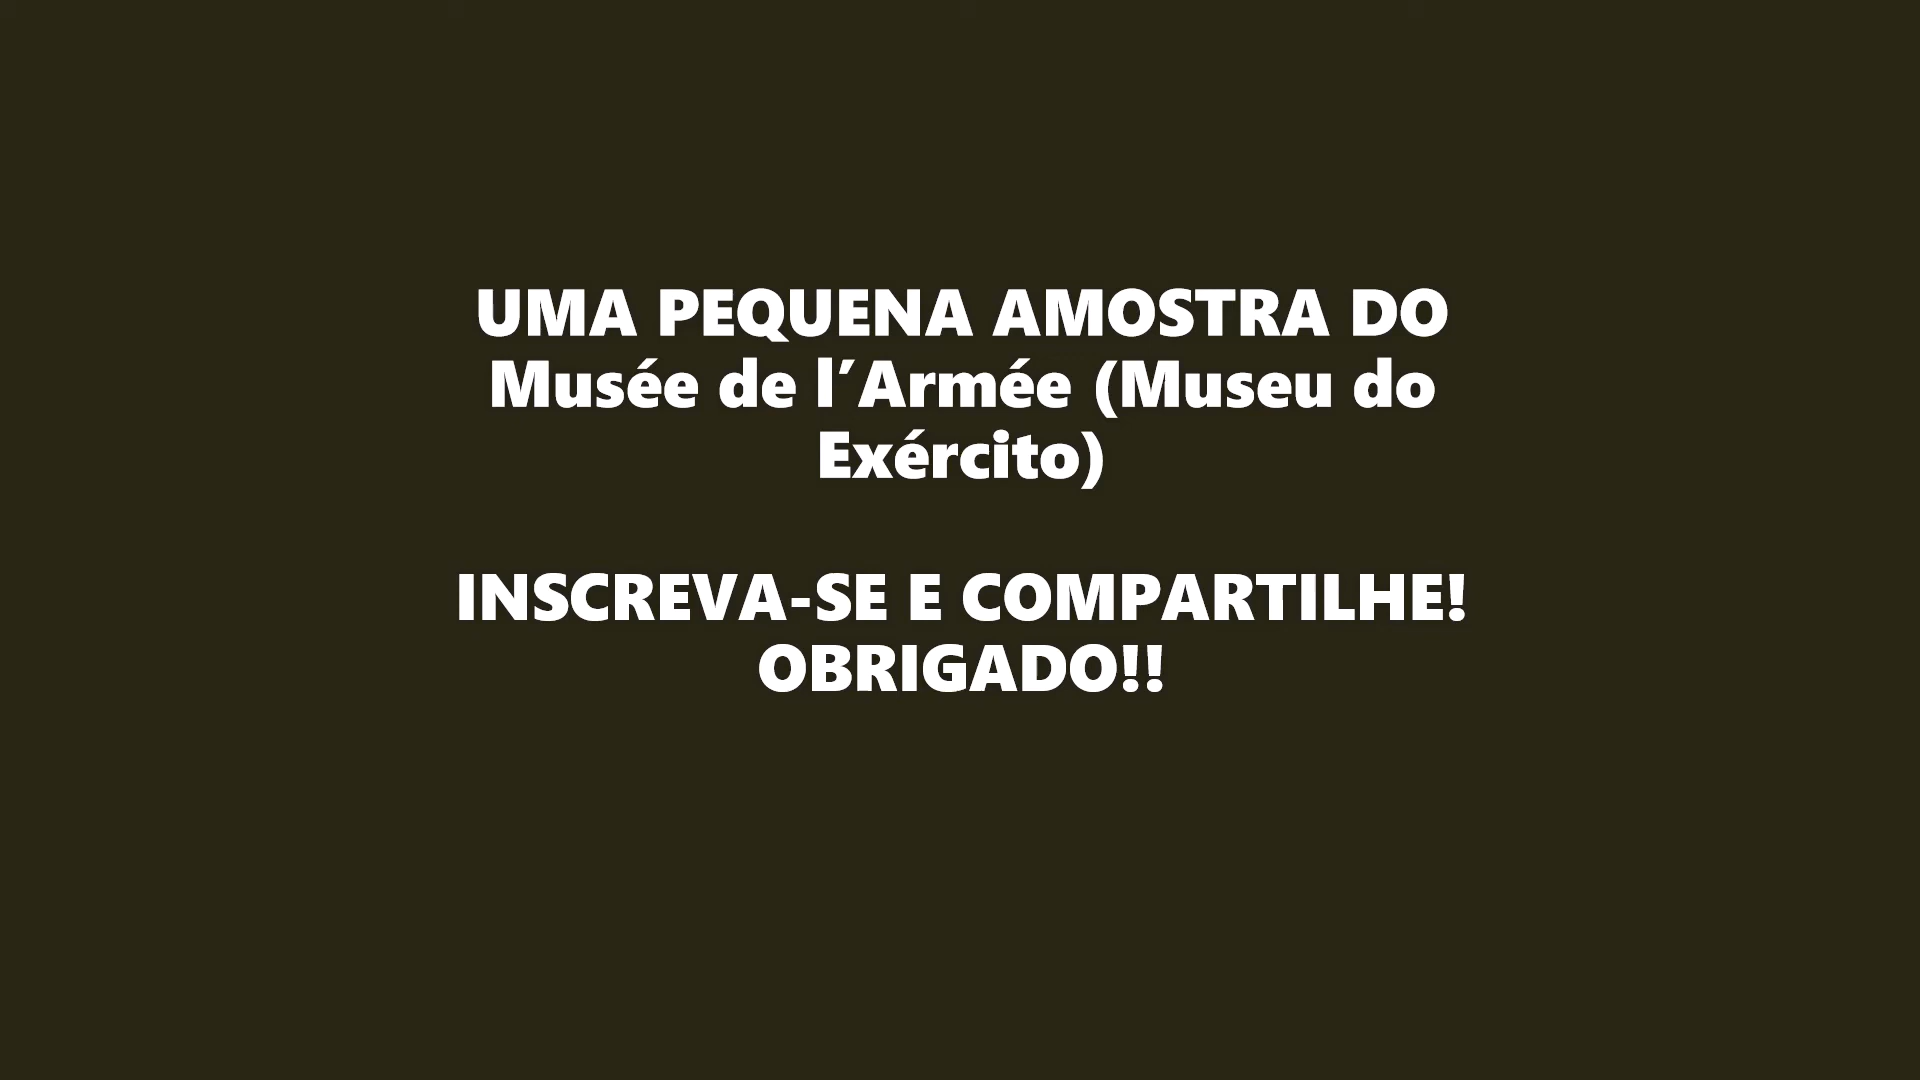 UMA PEQUENA AMOSTRA DO
Musée de l’Armée (Museu do
Exército)
INSCREVA-SE E COMPARTILHE!
OBRIGADO!!